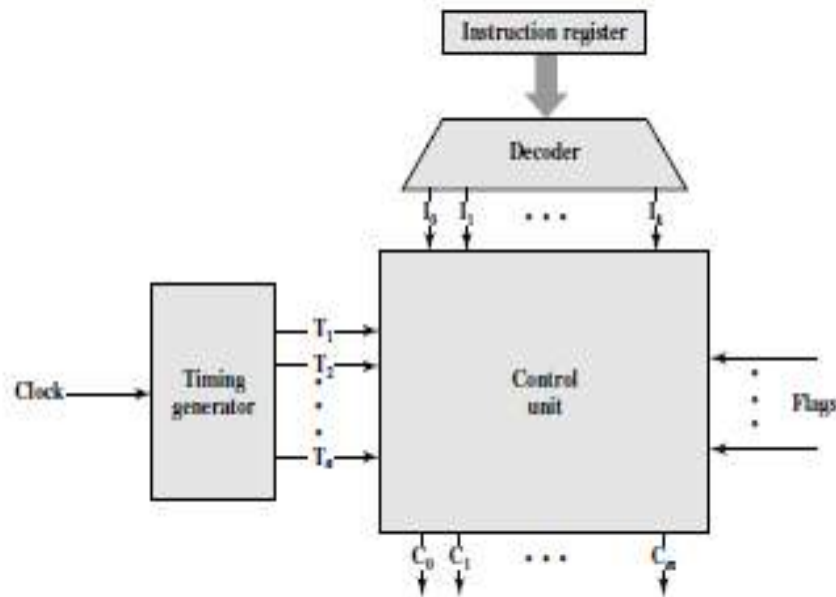 Instruction register
Decoder
I₀ I₁ • • • Iₖ
T₁
T₂
Tₙ
Clock
Timing
generator
Control
unit
Flags
C₀ C₁ • • • Cₘ